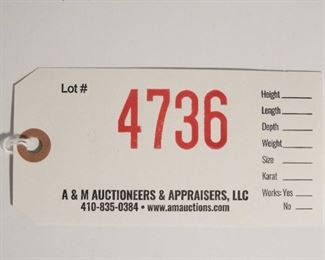 Lot #
4736
Height
Length
Depth
Weight
Size
Karat
Works: Yes
No
A & M AUCTIONEERS & APPRAISERS, LLC
410-835-0384 • www.amauctions.com